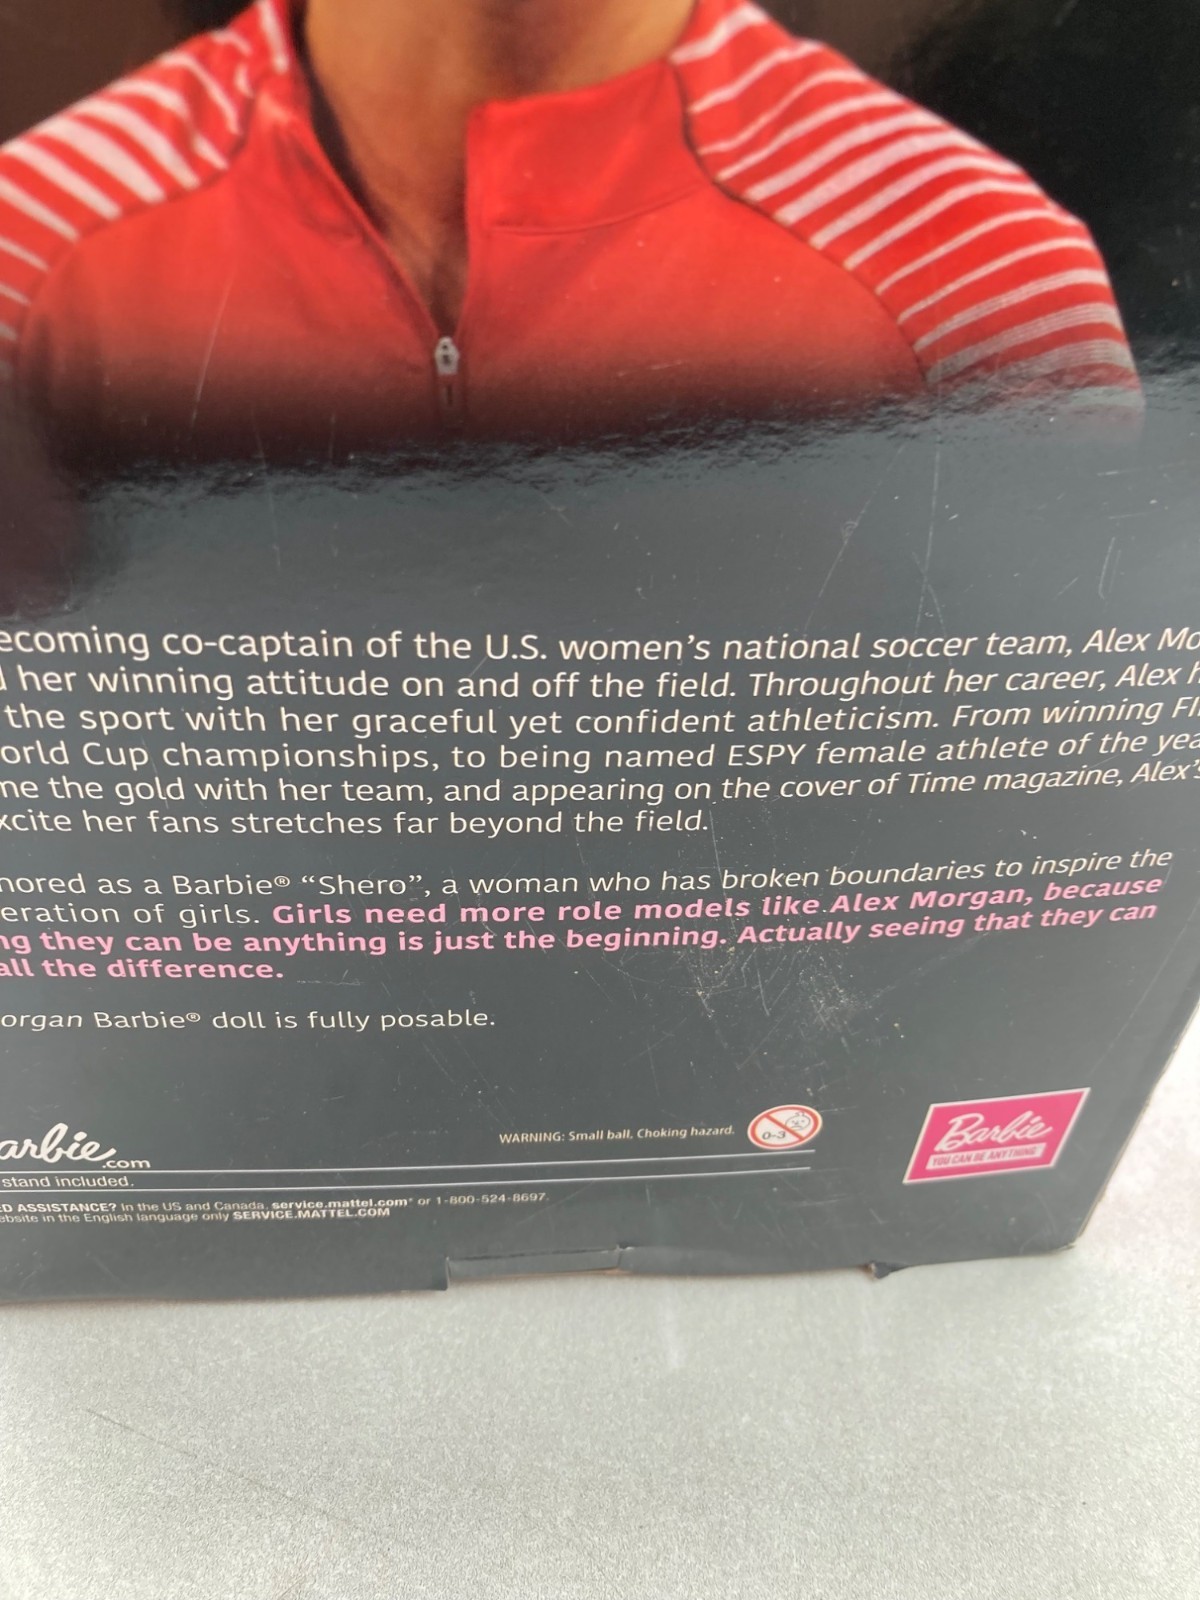 ecoming co-captain of the U.S. women's national soccer team, Alex Mo
her winning attitude on and off the field. Throughout her career, Alex h
the sport with her graceful yet confident athleticism. From winning FI
orld Cup championships, to being named ESPY female athlete of the yea
me the gold with her team, and appearing on the cover of Time magazine, Alex's
xcite her fans stretches far beyond the field.
nored as a Barbie® “Shero”, a woman who has broken boundaries to inspire the
eration of girls. Girls need more role models like Alex Morgan, because
ng they can be anything is just the beginning. Actually seeing that they can
all the difference.
organ Barbie® doll is fully posable.
arbie.com
WARNING: Small ball. Choking hazard.
0-3
Barbie
YOU CAN BE ANYTHING
stand included.
ED ASSISTANCE? In the US and Canada, service.mattel.com* or 1-800-524-8697.
ebsite in the English language only SERVICE.MATTEL.COM